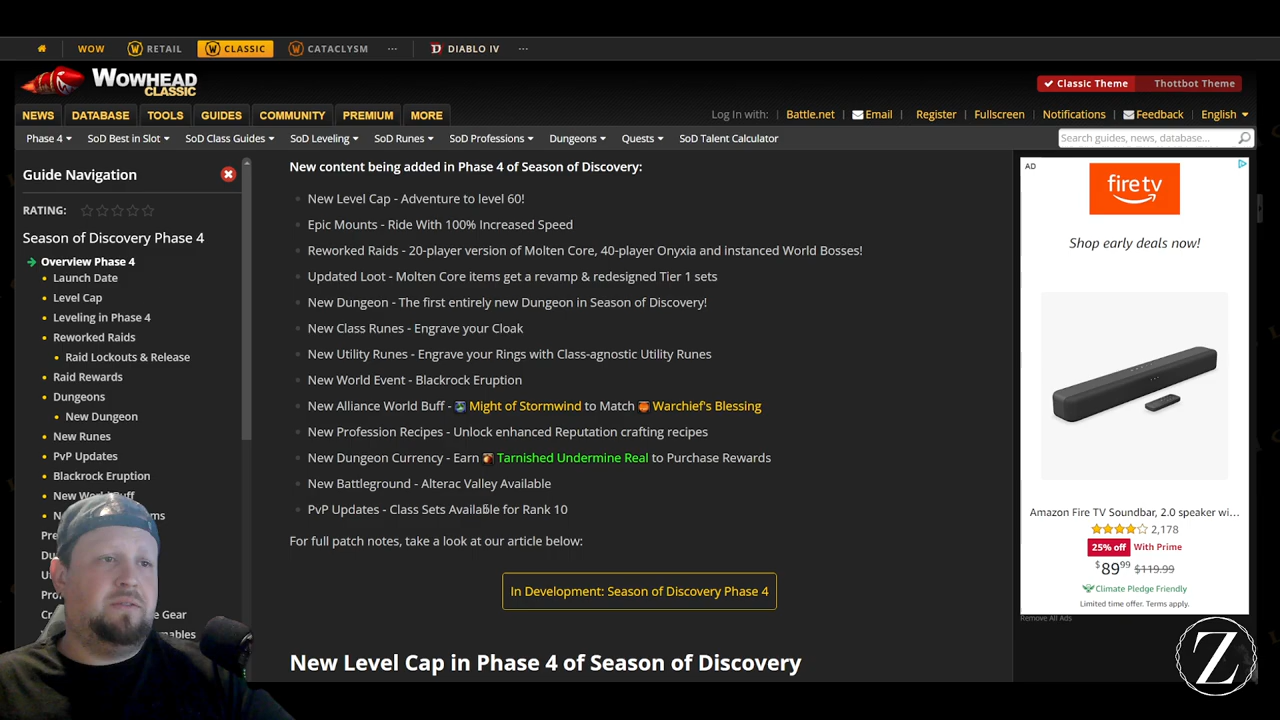 WOW RETAIL CLASSIC CATACLYSM ... DIABLO IV ...
WOWHEAD CLASSIC
Classic Theme Thottbot Theme
NEWS DATABASE TOOLS GUIDES COMMUNITY PREMIUM MORE
Log In with: Battle.net Email Register Fullscreen Notifications Feedback English
Phase 4 SoD Best in Slot SoD Class Guides SoD Leveling SoD Runes SoD Professions Dungeons Quests SoD Talent Calculator
Search guides, news, database...
Guide Navigation
RATING:
Season of Discovery Phase 4
Overview Phase 4
Launch Date
Level Cap
Leveling in Phase 4
Reworked Raids
Raid Lockouts & Release
Raid Rewards
Dungeons
New Dungeon
New Runes
PvP Updates
Blackrock Eruption
New World Buff
New content being added in Phase 4 of Season of Discovery:
New Level Cap - Adventure to level 60!
Epic Mounts - Ride With 100% Increased Speed
Reworked Raids - 20-player version of Molten Core, 40-player Onyxia and instanced World Bosses!
Updated Loot - Molten Core items get a revamp & redesigned Tier 1 sets
New Dungeon - The first entirely new Dungeon in Season of Discovery!
New Class Runes - Engrave your Cloak
New Utility Runes - Engrave your Rings with Class-agnostic Utility Runes
New World Event - Blackrock Eruption
New Alliance World Buff - Might of Stormwind to Match Warchief's Blessing
New Profession Recipes - Unlock enhanced Reputation crafting recipes
New Dungeon Currency - Earn Tarnished Undermine Real to Purchase Rewards
New Battleground - Alterac Valley Available
PvP Updates - Class Sets Available for Rank 10
For full patch notes, take a look at our article below:
In Development: Season of Discovery Phase 4
New Level Cap in Phase 4 of Season of Discovery
AD
fire tv
Shop early deals now!
Amazon Fire TV Soundbar, 2.0 speaker wi...
2,178
25% off With Prime
$89.99 $119.99
Climate Pledge Friendly
Limited time offer. Terms apply.
Remove All Ads
Z